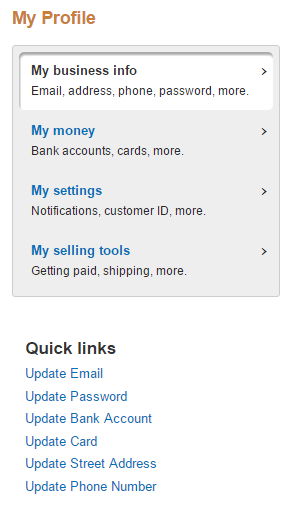 My Profile
My business info
Email, address, phone, password, more.
My money
Bank accounts, cards, more.
My settings
Notifications, customer ID, more.
My selling tools
Getting paid, shipping, more.
Quick links
Update Email
Update Password
Update Bank Account
Update Card
Update Street Address
Update Phone Number